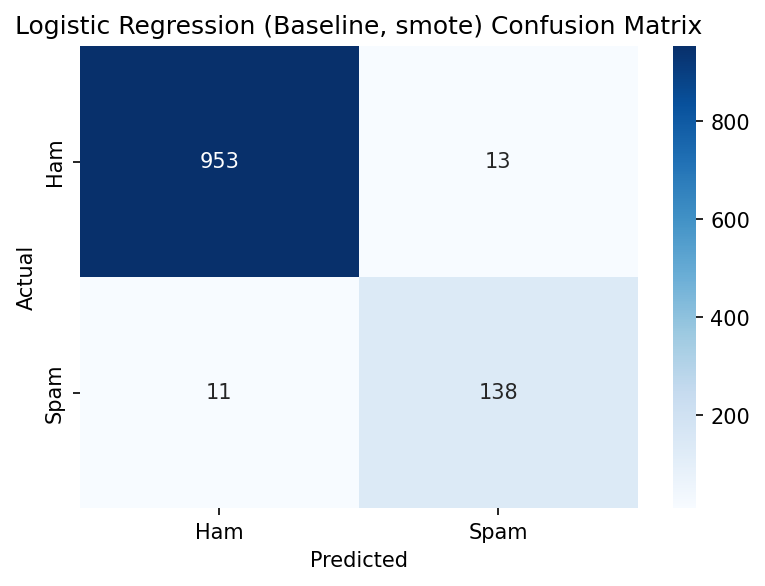 Logistic Regression (Baseline, smote) Confusion Matrix
Actual
Ham
953
13
Spam
11
138
Ham
Spam
Predicted
800
600
400
200